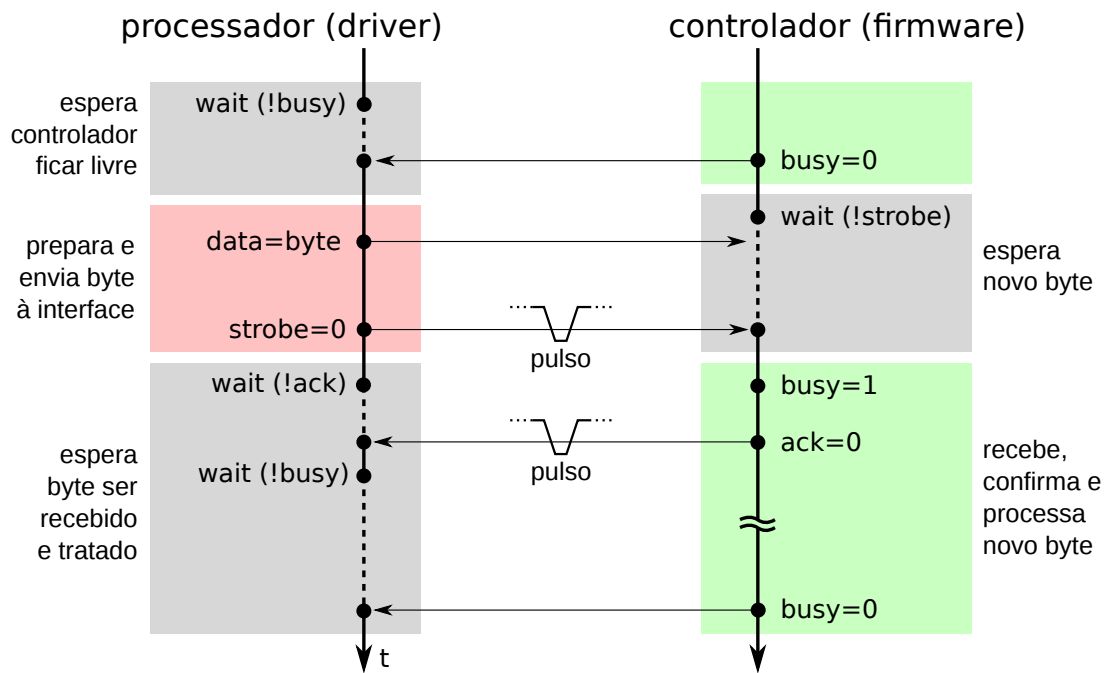 processador (driver)
controlador (firmware)
espera
controlador
ficar livre
wait (!busy)
busy=0
wait (!strobe)
prepara e
envia byte
à interface
data=byte
espera
novo byte
strobe=0
pulso
wait (!ack)
busy=1
pulso
ack=0
espera
byte ser
recebido
e tratado
wait (!busy)
recebe,
confirma e
processa
novo byte
busy=0
t